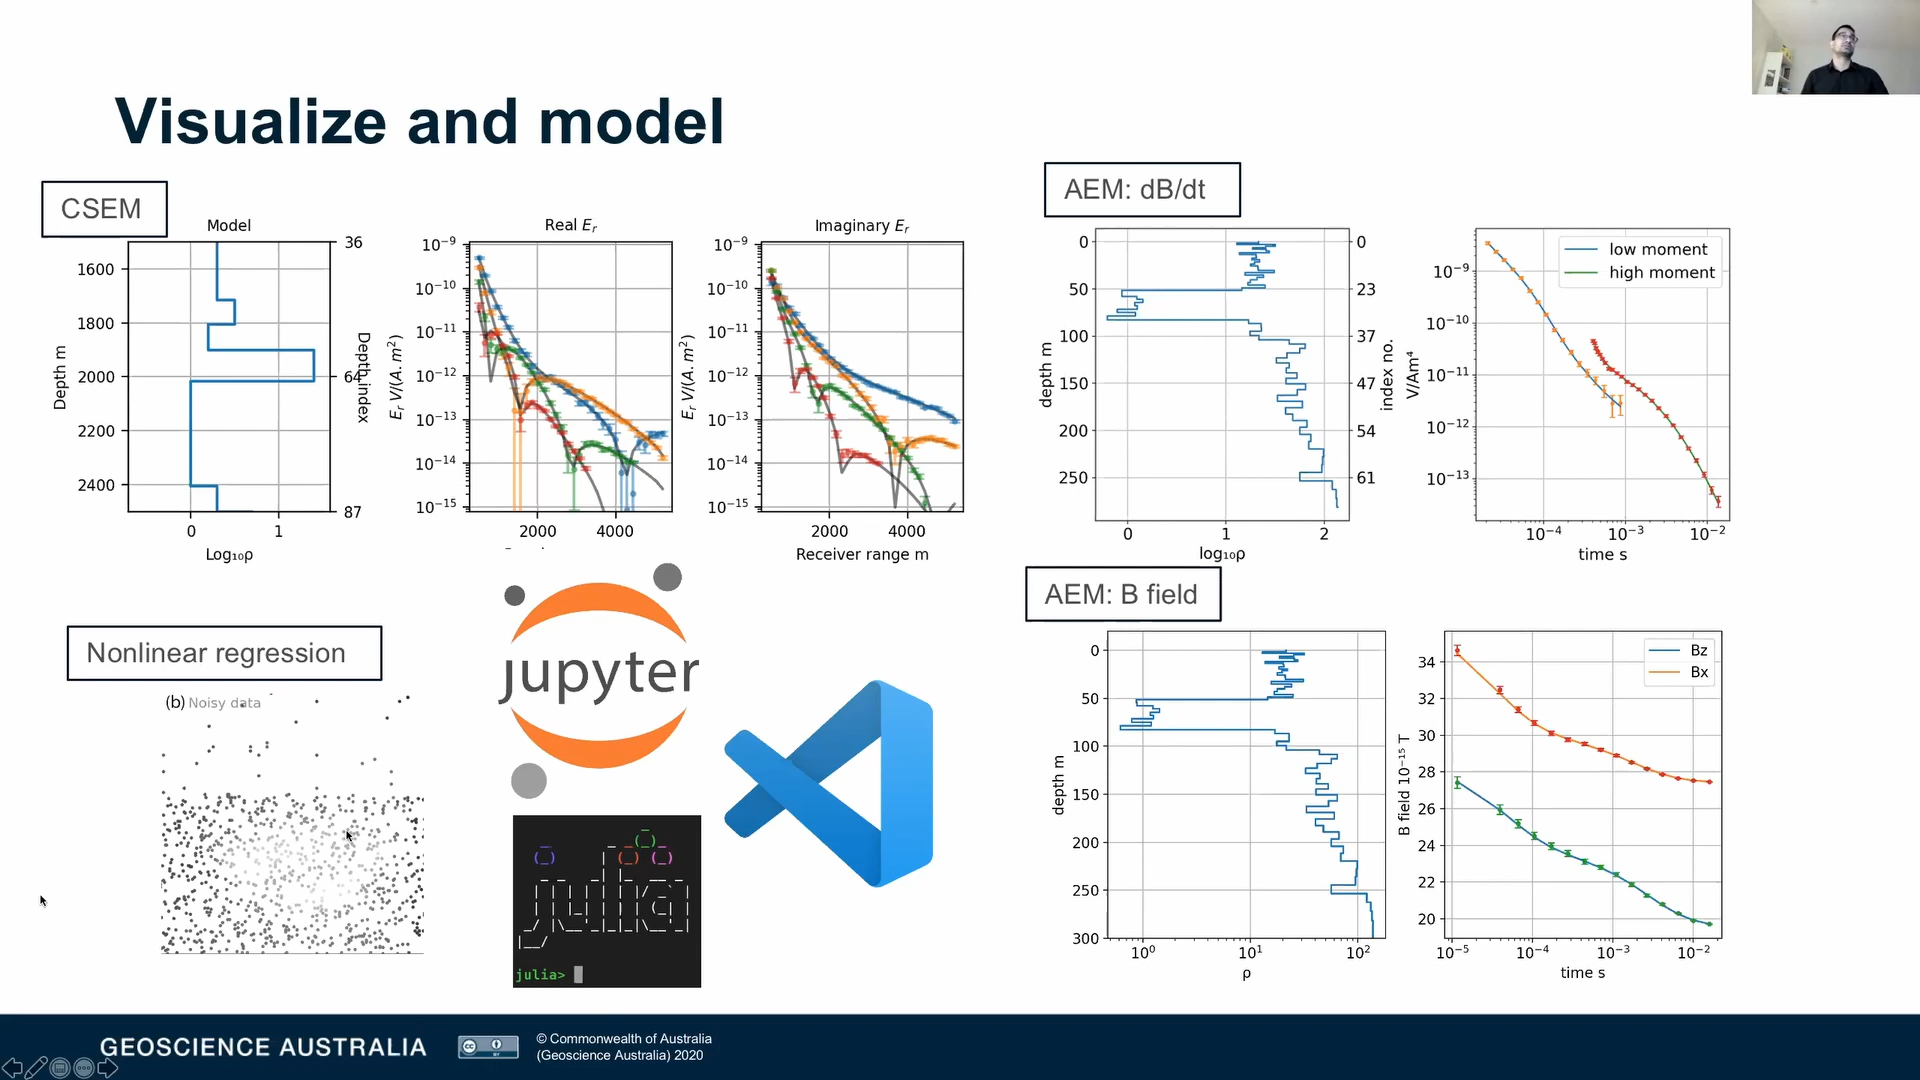 Visualize and model
CSEM
Model
1600
1800
2000
2200
2400
Depth m
36
64
87
Depth index
0 1
Log₁₀ρ
Real Eᵣ
10⁻⁹
10⁻¹⁰
10⁻¹¹
10⁻¹²
10⁻¹³
10⁻¹⁴
10⁻¹⁵
Eᵣ V/(A. m²)
2000 4000
Imaginary Eᵣ
10⁻⁹
10⁻¹⁰
10⁻¹¹
10⁻¹²
10⁻¹³
10⁻¹⁴
10⁻¹⁵
Eᵣ V/(A. m²)
2000 4000
Receiver range m
AEM: dB/dt
0
50
100
150
200
250
depth m
0
23
37
47
54
61
index no.
0 1 2
log₁₀ρ
low moment
high moment
10⁻⁹
10⁻¹⁰
10⁻¹¹
10⁻¹²
10⁻¹³
V/Am⁴
10⁻⁴ 10⁻³ 10⁻²
time s
Nonlinear regression
(b) Noisy data
jupyter
julia>
AEM: B field
0
50
100
150
200
250
300
depth m
10⁰ 10¹ 10²
ρ
Bz
Bx
34
32
30
28
26
24
22
20
B field 10⁻¹⁵ T
10⁻⁵ 10⁻⁴ 10⁻³ 10⁻²
time s
GEOSCIENCE AUSTRALIA
cc BY
© Commonwealth of Australia
(Geoscience Australia) 2020